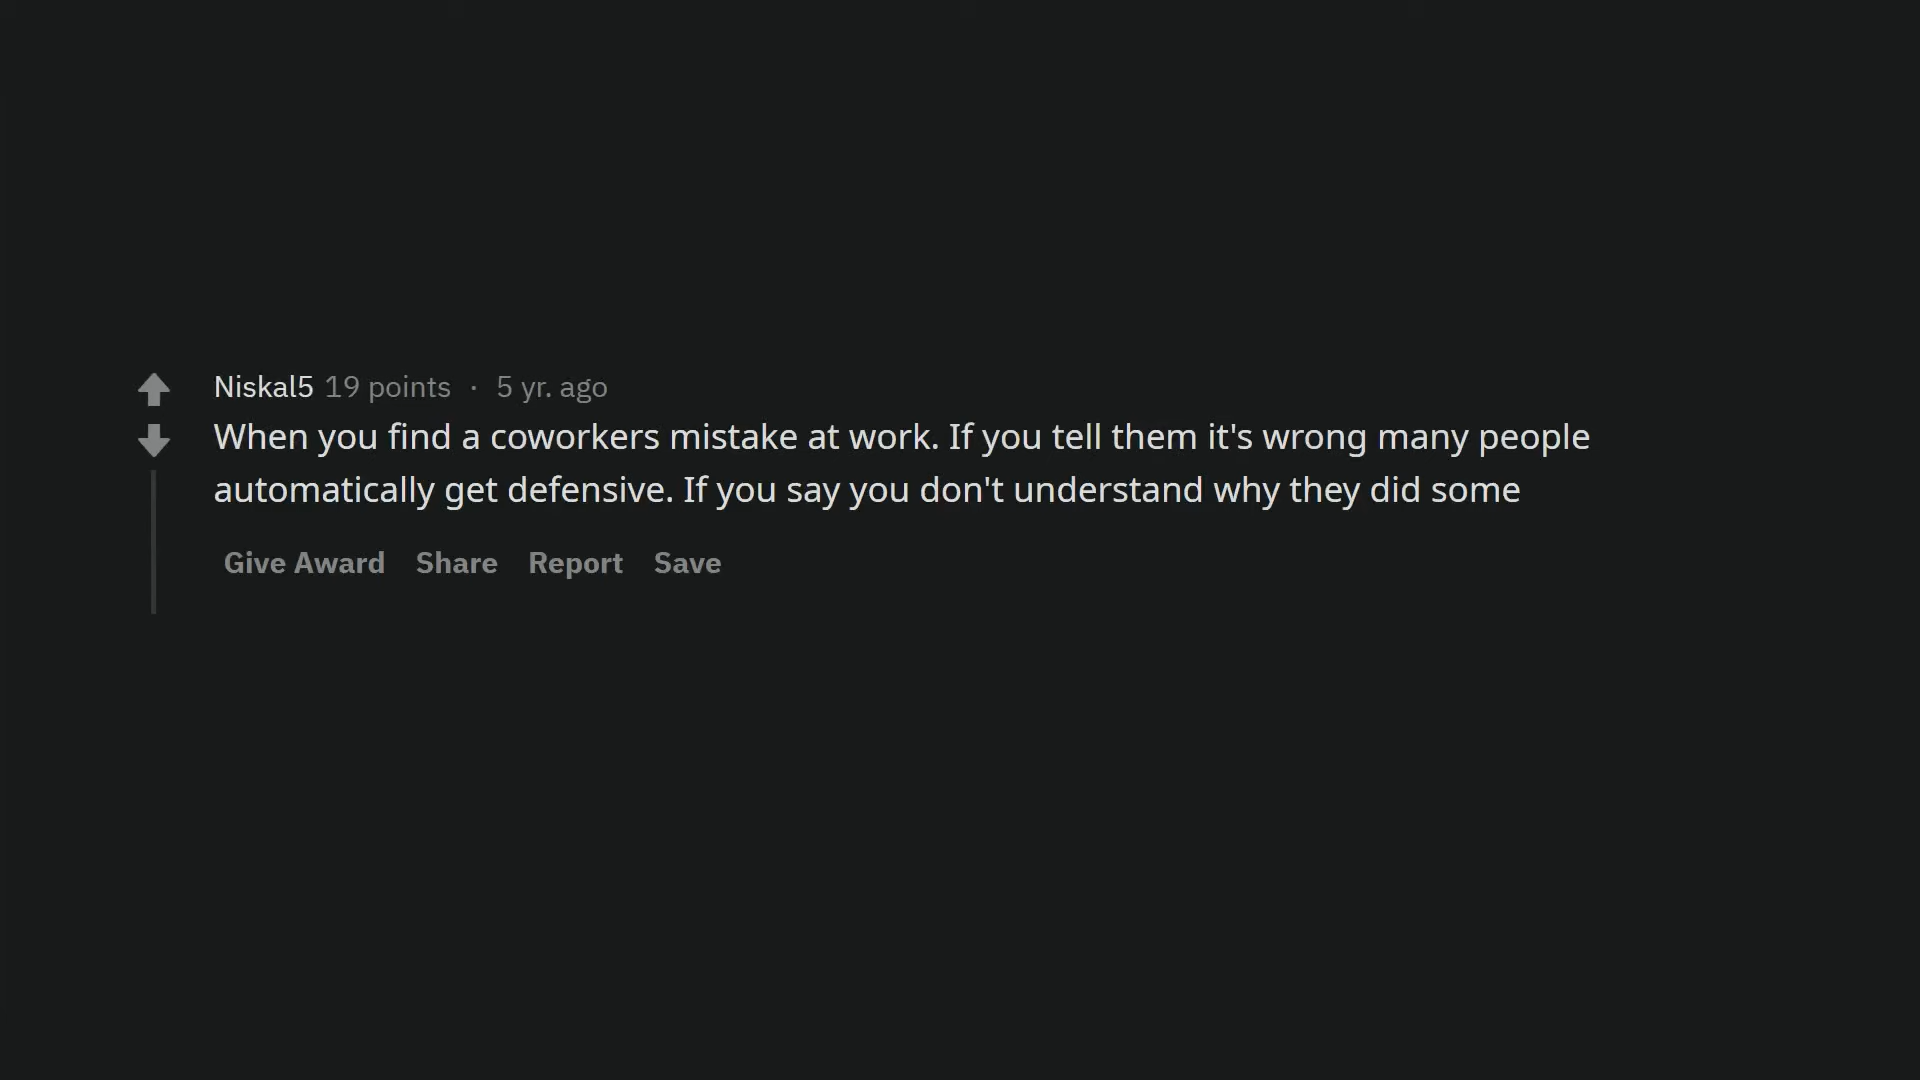 Niskal5 19 points · 5 yr. ago
When you find a coworkers mistake at work. If you tell them it's wrong many people
automatically get defensive. If you say you don't understand why they did some
Give Award Share Report Save